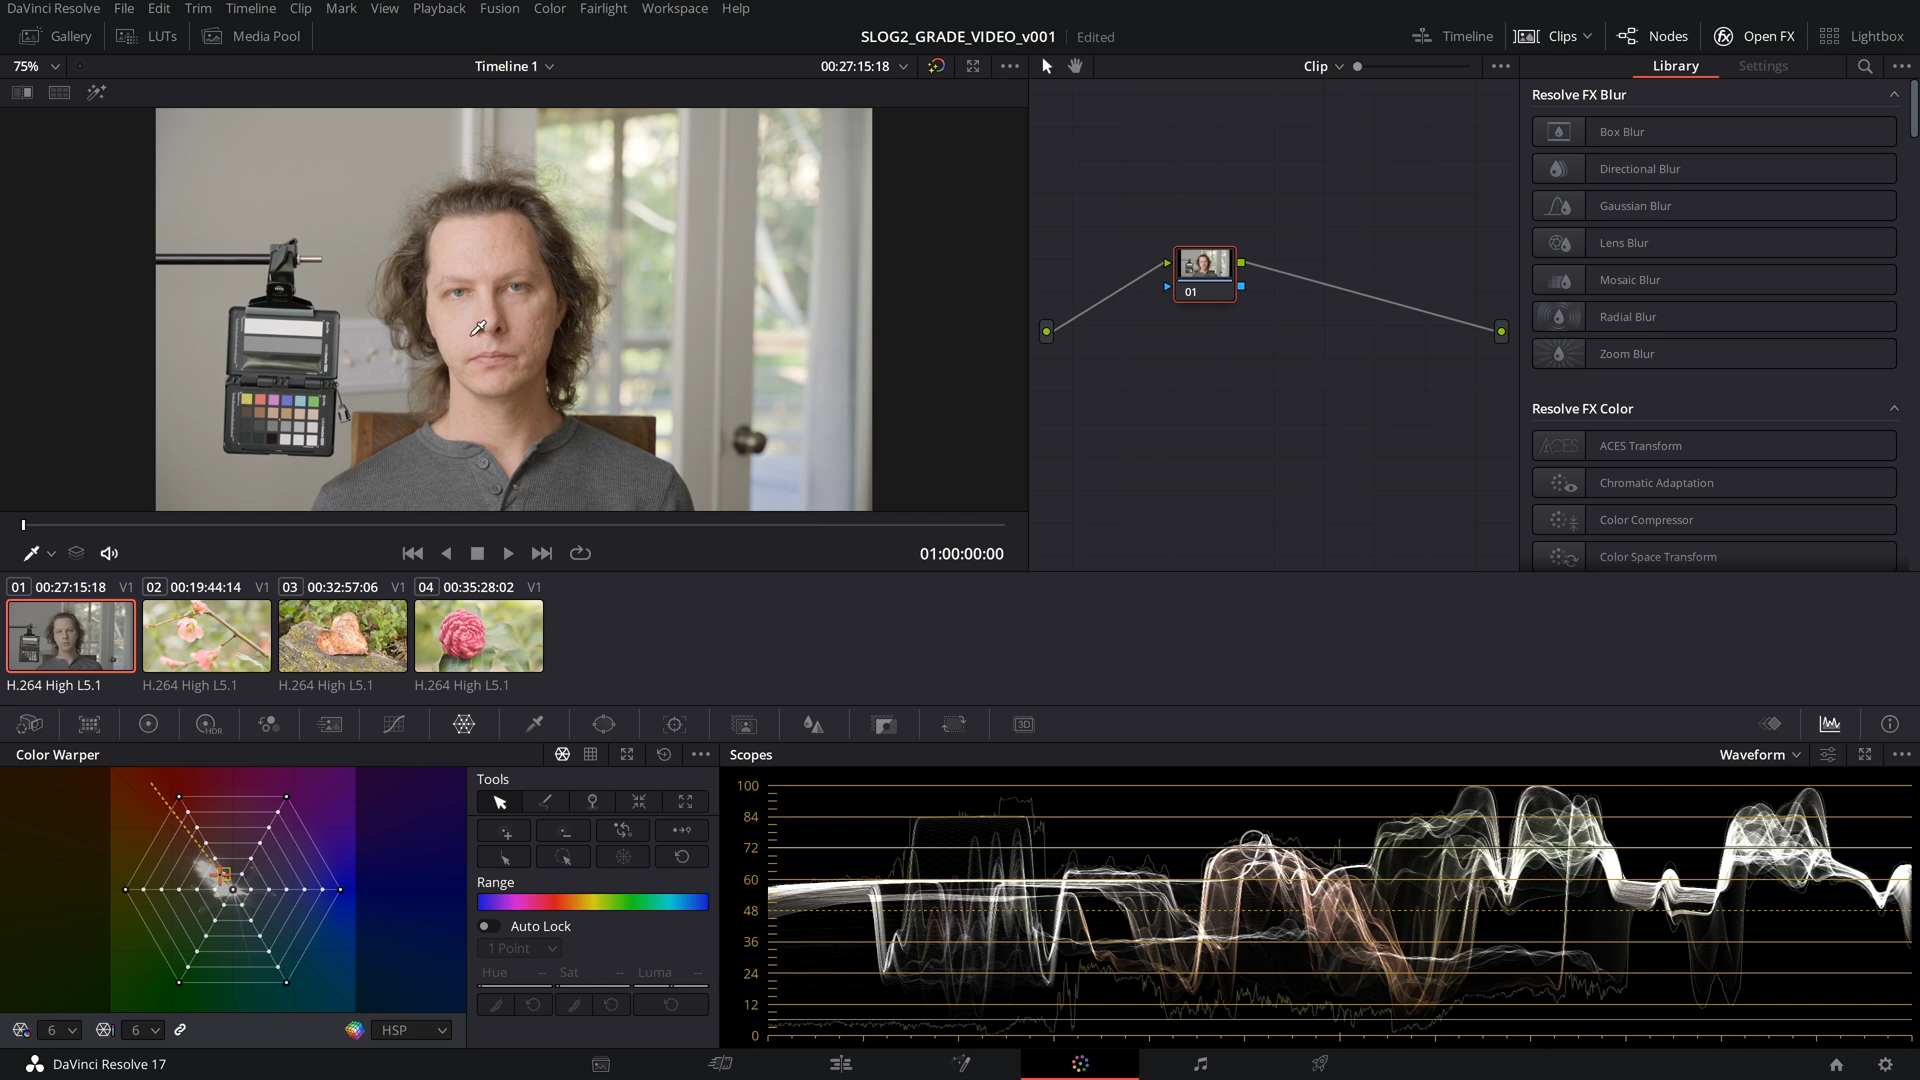 DaVinci Resolve File Edit Trim Timeline Clip Mark View Playback Fusion Color Fairlight Workspace Help
Gallery LUTs Media Pool SLOG2_GRADE_VIDEO_v001 Edited Timeline Clips Nodes Open FX Lightbox
75% Timeline 1 00:27:15:18 Clip Library Settings
Resolve FX Blur
Box Blur
Directional Blur
Gaussian Blur
Lens Blur
Mosaic Blur
Radial Blur
Zoom Blur
01
Resolve FX Color
ACES ACES Transform
Chromatic Adaptation
Color Compressor
Color Space Transform
01:00:00:00
01 00:27:15:18 V1 02 00:19:44:14 V1 03 00:32:57:06 V1 04 00:35:28:02 V1
H.264 High L5.1 H.264 High L5.1 H.264 High L5.1 H.264 High L5.1
HDR 3D
Color Warper Scopes Waveform
Tools
Range
Auto Lock
1 Point
Hue -- Sat -- Luma --
6 6 HSP
100
84
72
60
48
36
24
12
0
DaVinci Resolve 17